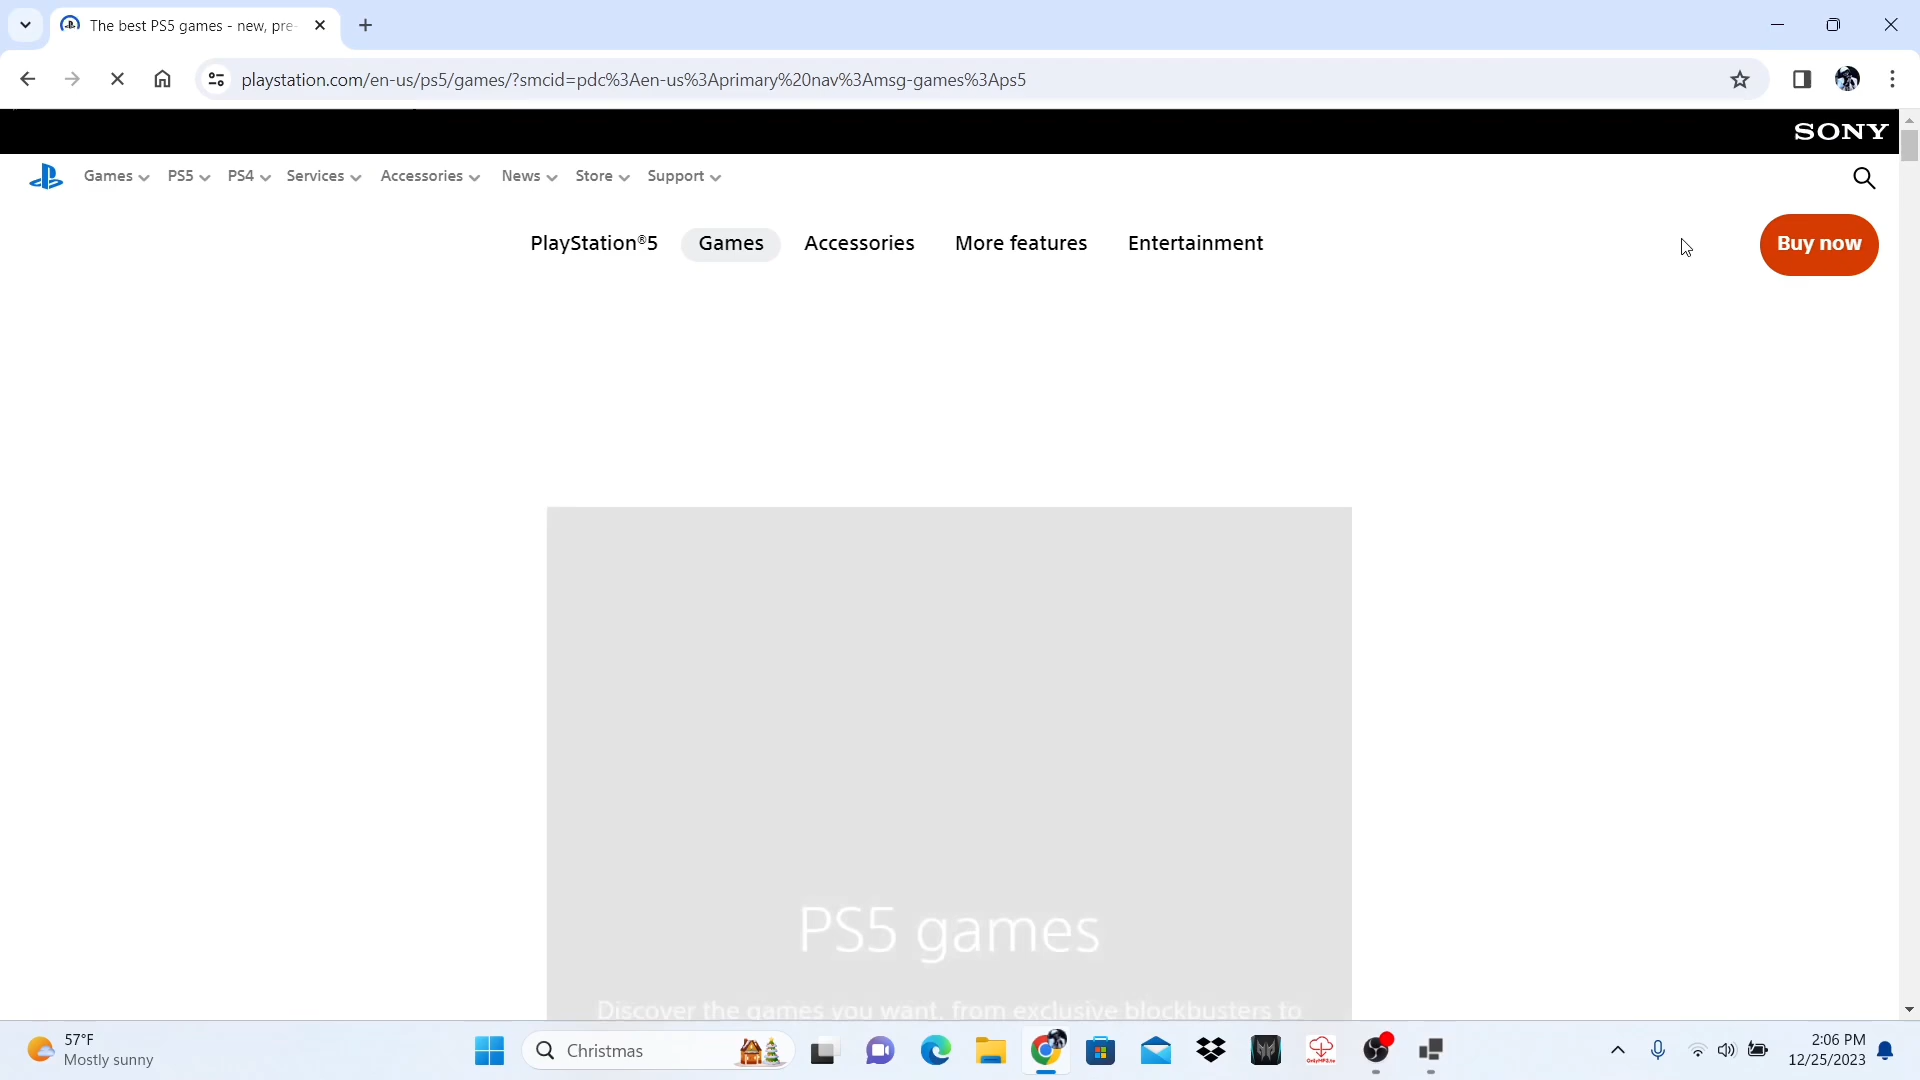 The best PS5 games - new, pre-
playstation.com/en-us/ps5/games/?smcid=pdc%3Aen-us%3Aprimary%20nav%3Amsg-games%3Aps5
SONY
Games PS5 PS4 Services Accessories News Store Support
PlayStation®5 Games Accessories More features Entertainment Buy now
PS5 games
Discover the games you want, from exclusive blockbusters to
57°F
Mostly sunny
Christmas
OnlyMP3.to
2:06 PM
12/25/2023